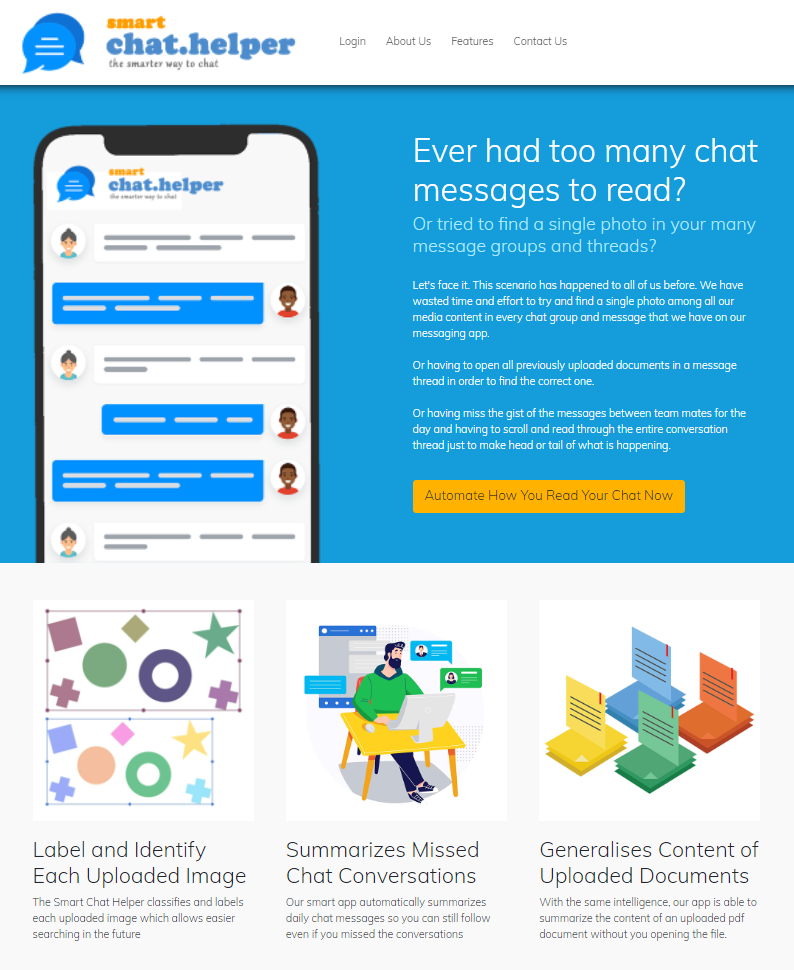 smart
chat.helper
the smarter way to chat
Login About Us Features Contact Us
smart
chat.helper
the smarter way to chat
Ever had too many chat
messages to read?
Or tried to find a single photo in your many
message groups and threads?
Let's face it. This scenario has happened to all of us before. We have
wasted time and effort to try and find a single photo among all our
media content in every chat group and message that we have on our
messaging app.
Or having to open all previously uploaded documents in a message
thread in order to find the correct one.
Or having miss the gist of the messages between team mates for the
day and having to scroll and read through the entire conversation
thread just to make head or tail of what is happening.
Automate How You Read Your Chat Now
Label and Identify
Each Uploaded Image
The Smart Chat Helper classifies and labels
each uploaded image which allows easier
searching in the future
Summarizes Missed
Chat Conversations
Our smart app automatically summarizes
daily chat messages so you can still follow
even if you missed the conversations
Generalises Content of
Uploaded Documents
With the same intelligence, our app is able to
summarize the content of an uploaded pdf
document without you opening the file.